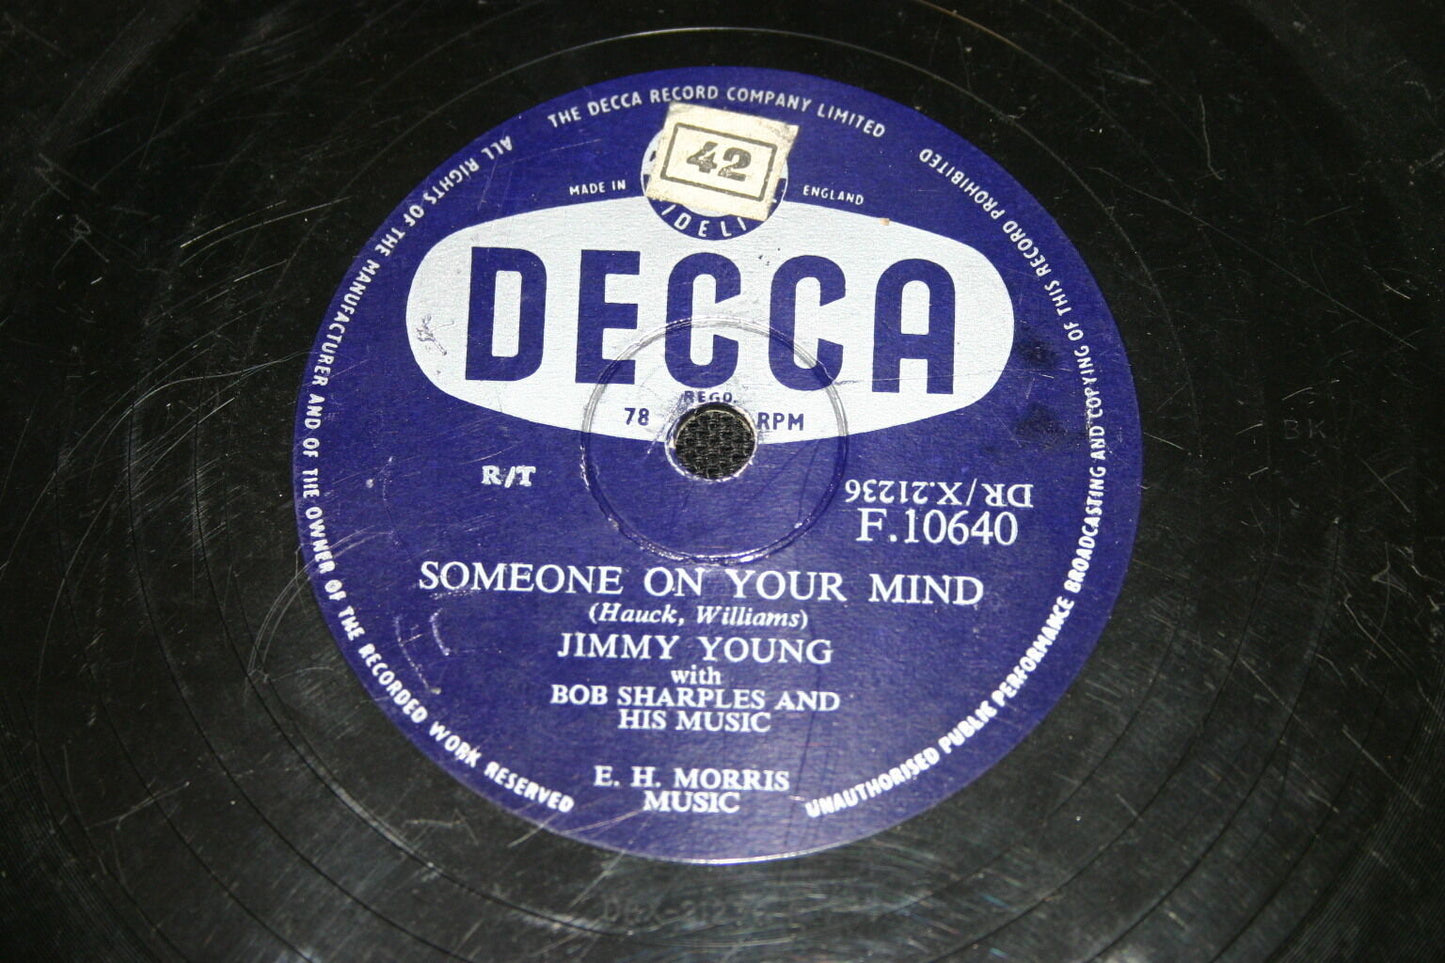 THE DECCA RECORD COMPANY LIMITED
ALL RIGHTS OF THE MANUFACTURER AND OF THE OWNER OF THE RECORDED WORK RESERVED
UNAUTHORISED PUBLIC PERFORMANCE BROADCASTING AND COPYING OF THIS RECORD PROHIBITED
42
MADE IN ENGLAND
DECCA
REGD.
78 RPM
R/T
DR/X.21236
F.10640
SOMEONE ON YOUR MIND
(Hauck, Williams)
JIMMY YOUNG
with
BOB SHARPLES AND
HIS MUSIC
E. H. MORRIS
MUSIC
BK